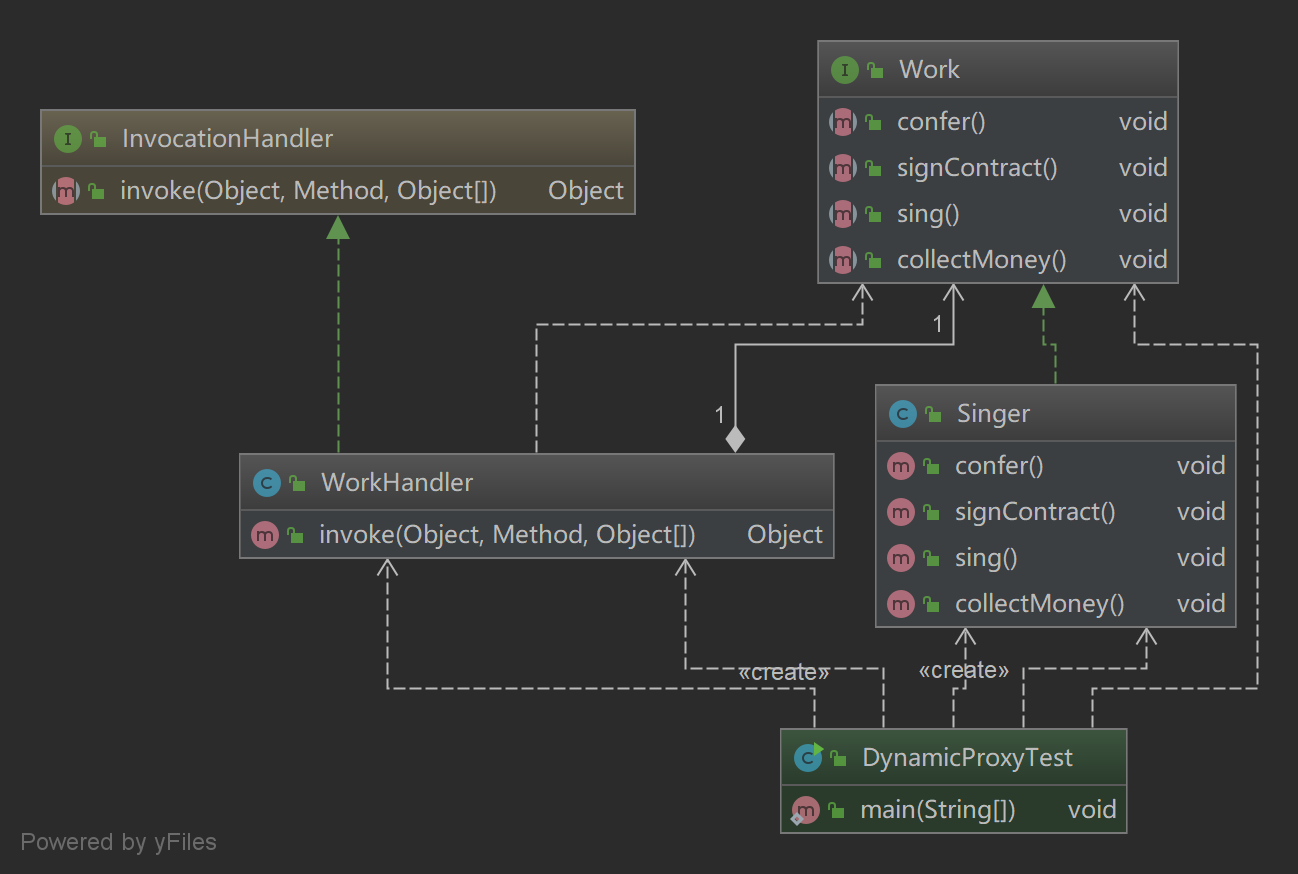 I Work
m confer() void
m signContract() void
m sing() void
m collectMoney() void
I InvocationHandler
m invoke(Object, Method, Object[]) Object
1
1
C Singer
m confer() void
m signContract() void
m sing() void
m collectMoney() void
C WorkHandler
m invoke(Object, Method, Object[]) Object
«create»
«create»
C DynamicProxyTest
m main(String[]) void
Powered by yFiles